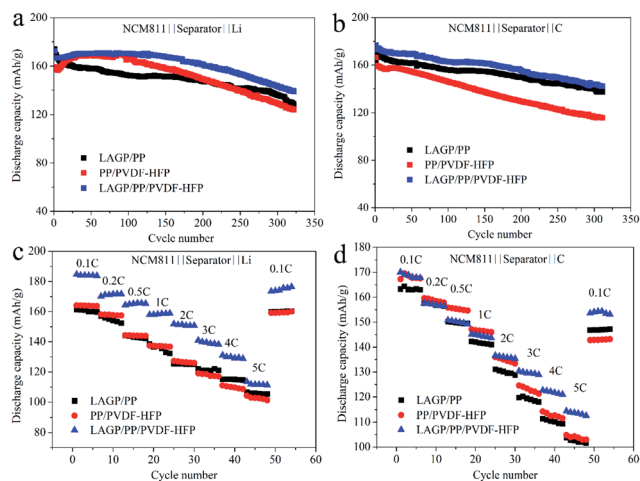 a
NCM811||Separator||Li
Discharge capacity (mAh/g)
200
160
120
80
40
LAGP/PP
PP/PVDF-HFP
LAGP/PP/PVDF-HFP
0 50 100 150 200 250 300 350
Cycle number
b
NCM811||Separator||C
Discharge capacity (mAh/g)
200
160
120
80
40
LAGP/PP
PP/PVDF-HFP
LAGP/PP/PVDF-HFP
0 50 100 150 200 250 300 350
Cycle number
c
NCM811||Separator||Li
Discharge capacity (mAh/g)
200
180
160
140
120
100
80
0.1C
0.2C
0.5C
1C
2C
3C
4C
5C
0.1C
LAGP/PP
PP/PVDF-HFP
LAGP/PP/PVDF-HFP
0 10 20 30 40 50 60
Cycle number
d
NCM811||Separator||C
Discharge capacity (mAh/g)
180
170
160
150
140
130
120
110
100
0.1C
0.2C
0.5C
1C
2C
3C
4C
5C
0.1C
LAGP/PP
PP/PVDF-HFP
LAGP/PP/PVDF-HFP
0 10 20 30 40 50 60
Cycle number